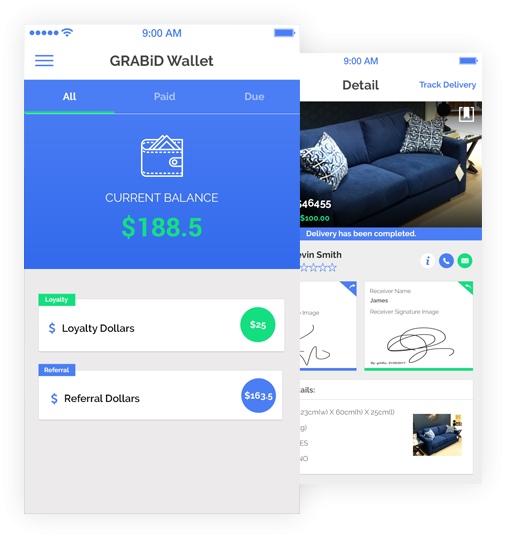 9:00 AM
GRABiD Wallet
All Paid Due
CURRENT BALANCE
$188.5
Loyalty
$ Loyalty Dollars $25
Referral
$ Referral Dollars $163.5
9:00 AM
Detail Track Delivery
46455
$100.00
Delivery has been completed.
evin Smith
Receiver Name
James
Image Receiver Signature Image
ails:
23cm(w) X 60cm(h) X 25cm(l)
g)
ES
NO